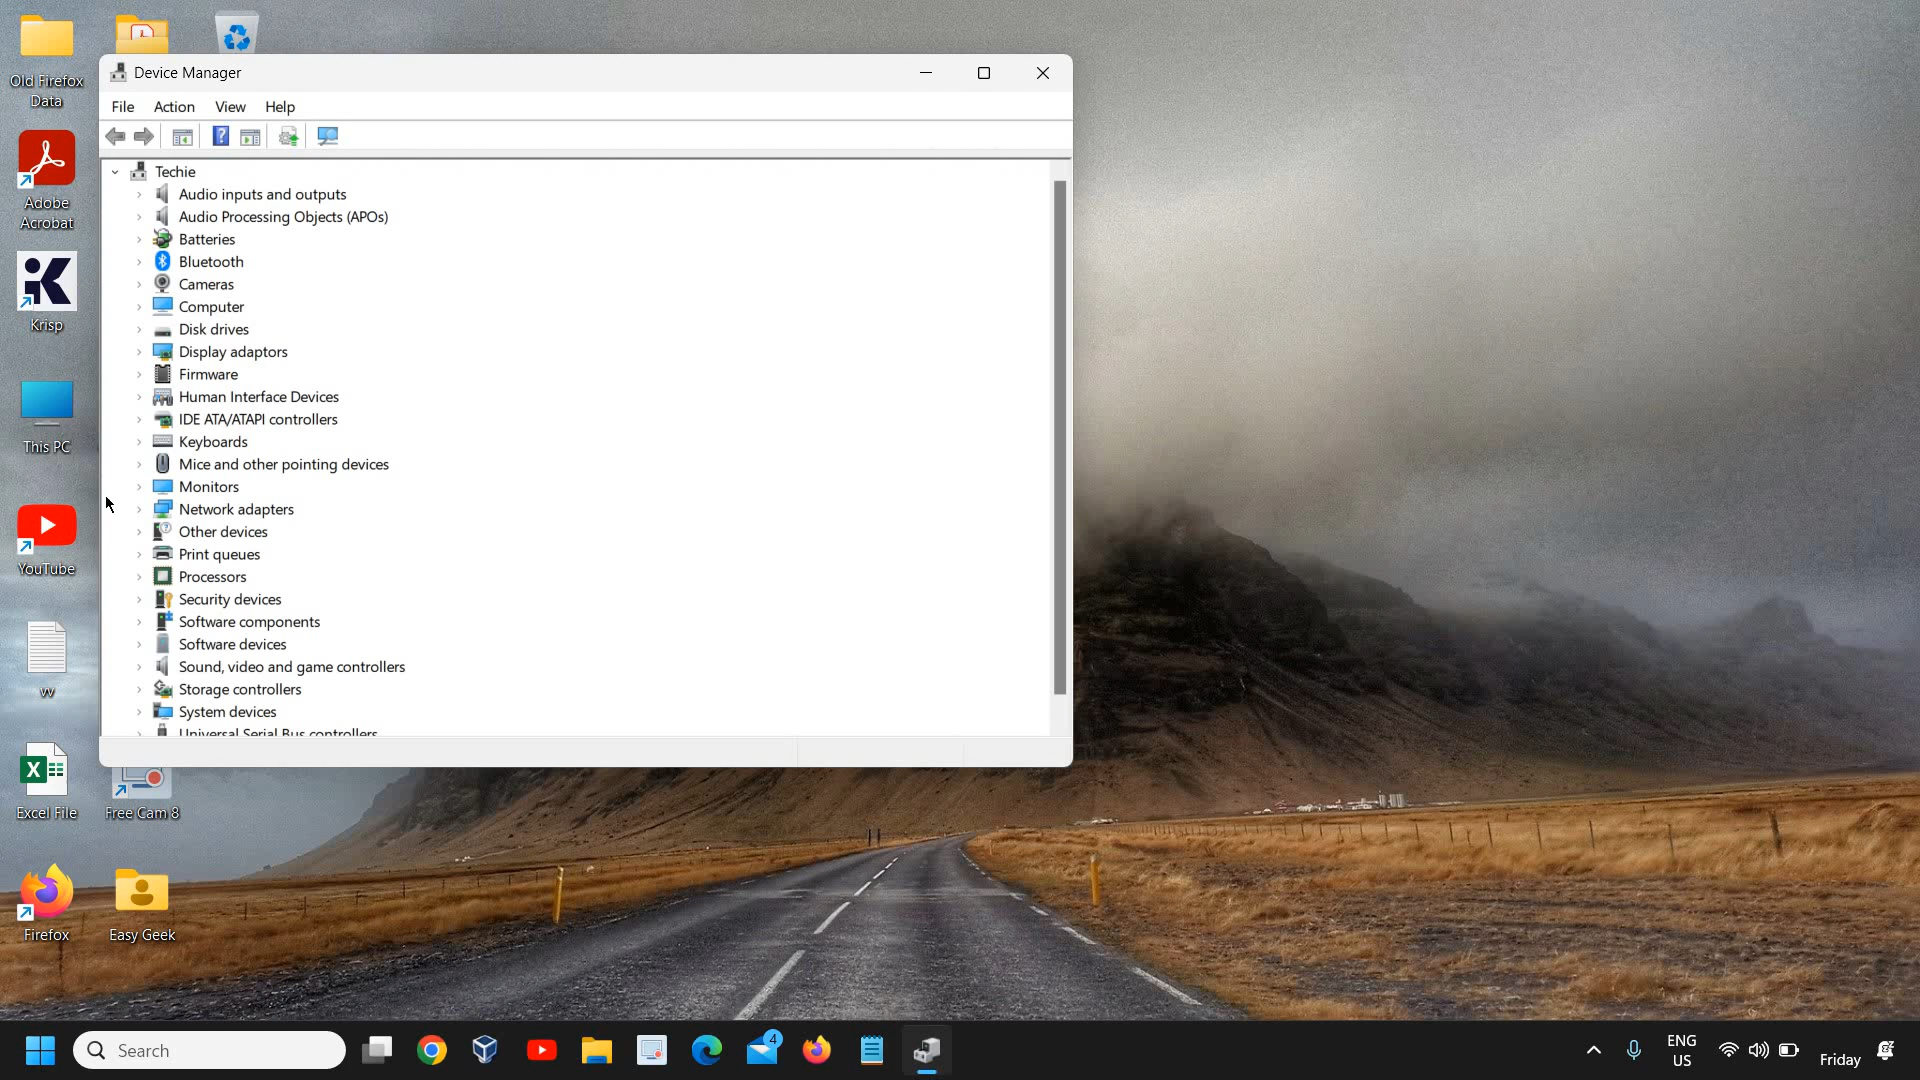 Old Firefox
Data
Adobe
Acrobat
Krisp
This PC
YouTube
vv
Excel File
Free Cam 8
Firefox
Easy Geek
Device Manager
File Action View Help
Techie
Audio inputs and outputs
Audio Processing Objects (APOs)
Batteries
Bluetooth
Cameras
Computer
Disk drives
Display adaptors
Firmware
Human Interface Devices
IDE ATA/ATAPI controllers
Keyboards
Mice and other pointing devices
Monitors
Network adapters
Other devices
Print queues
Processors
Security devices
Software components
Software devices
Sound, video and game controllers
Storage controllers
System devices
Universal Serial Bus controllers
Search
4
ENG
US
Friday